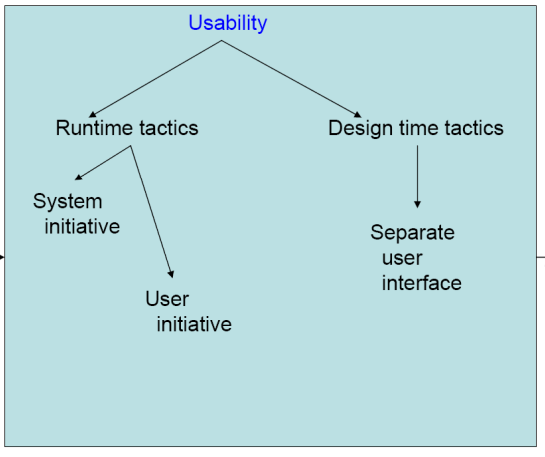 Usability
Runtime tactics
Design time tactics
System
initiative
Separate
user
interface
User
initiative